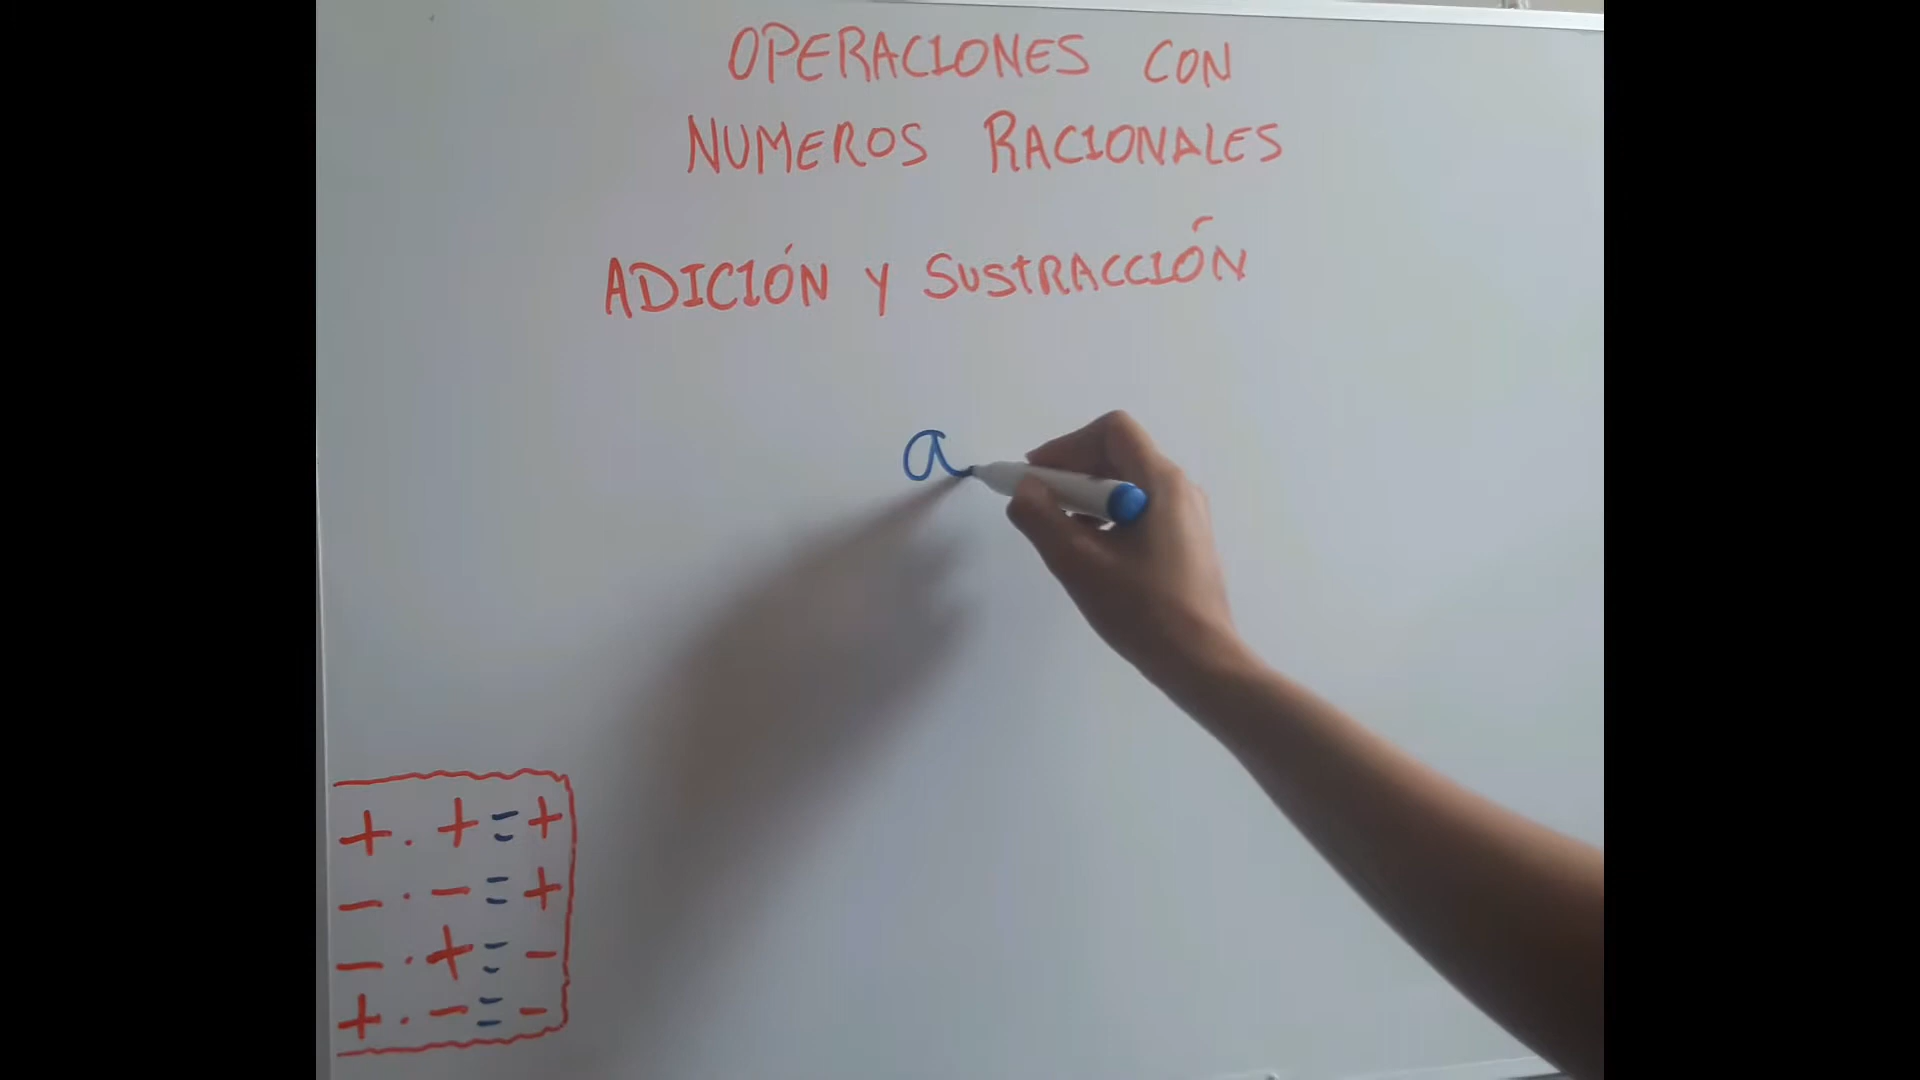 OPERACIONES CON
NUMEROS RACIONALES
ADICIÓN Y SUSTRACCIÓN
a
+ . + = +
- . - = +
- . + = -
+ . - = -